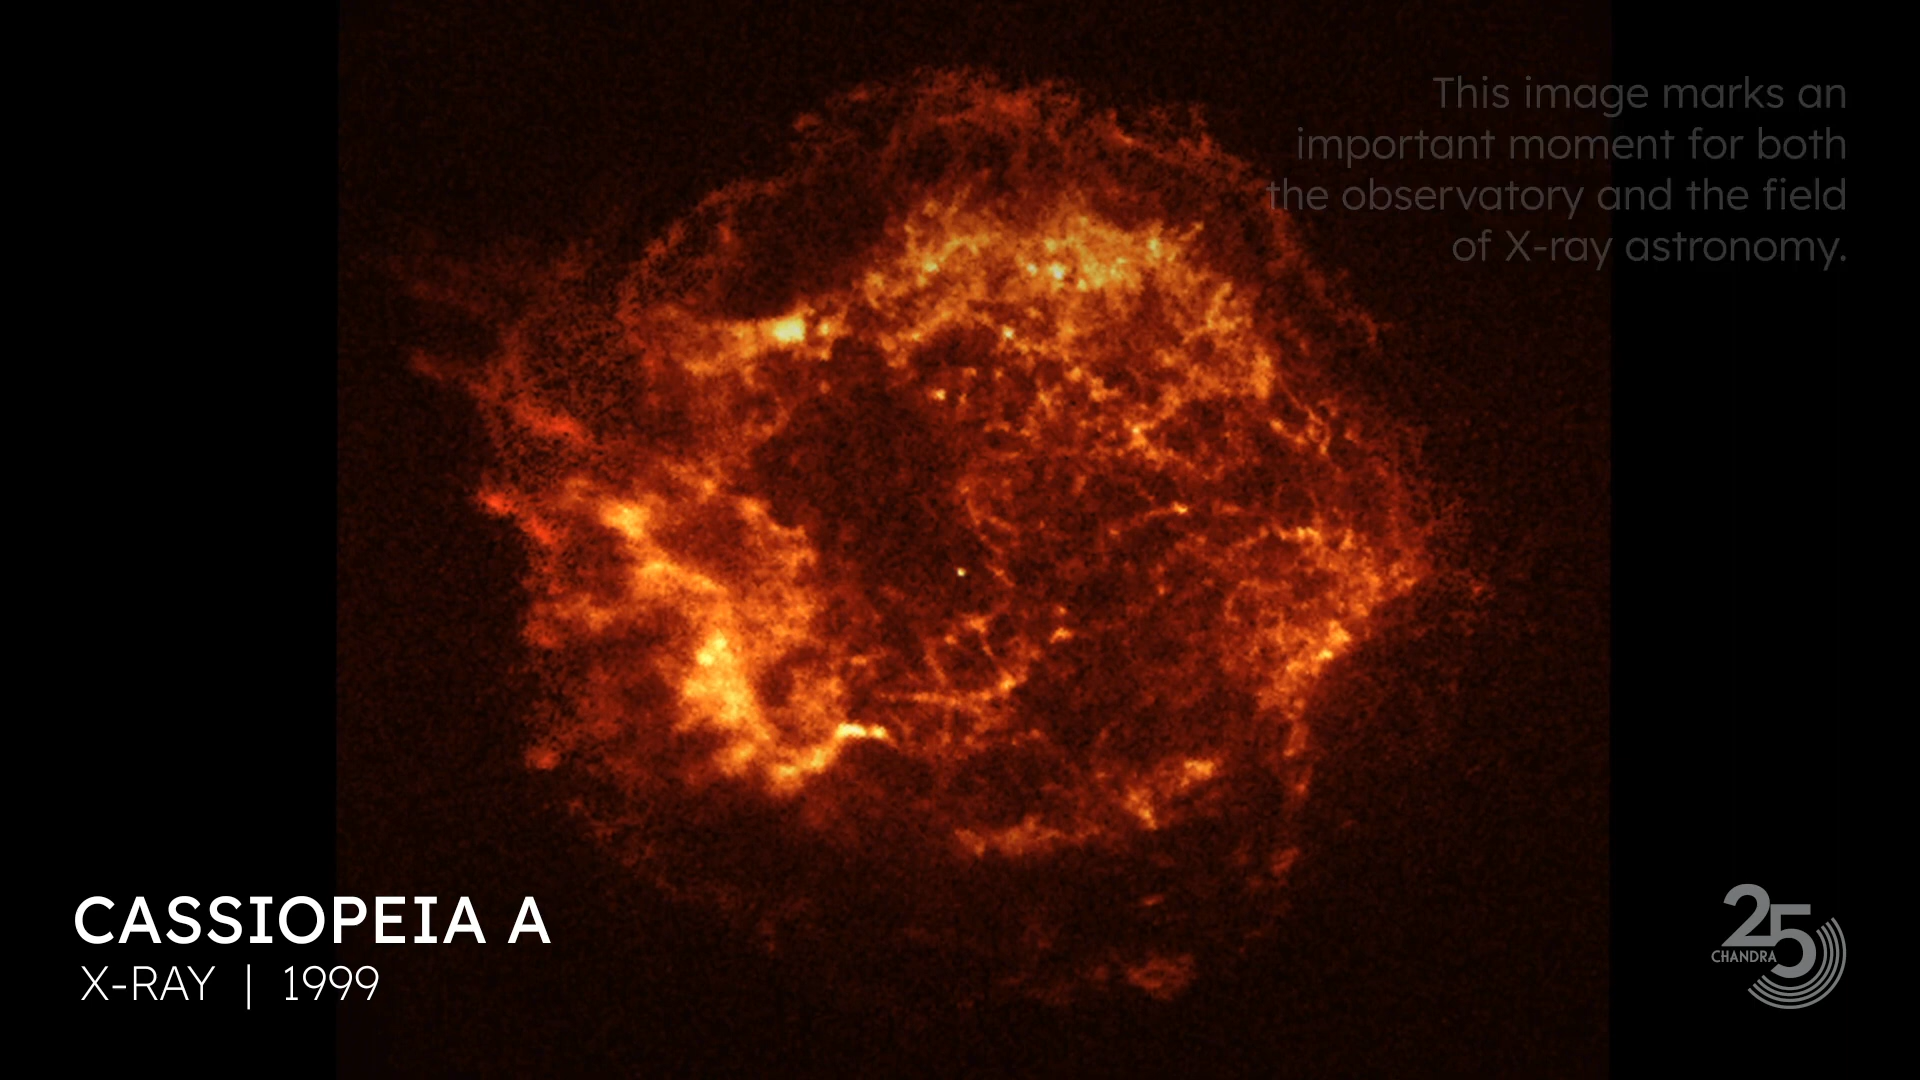 This image marks an
important moment for both
the observatory and the field
of X-ray astronomy.
CASSIOPEIA A
X-RAY | 1999
25
CHANDRA